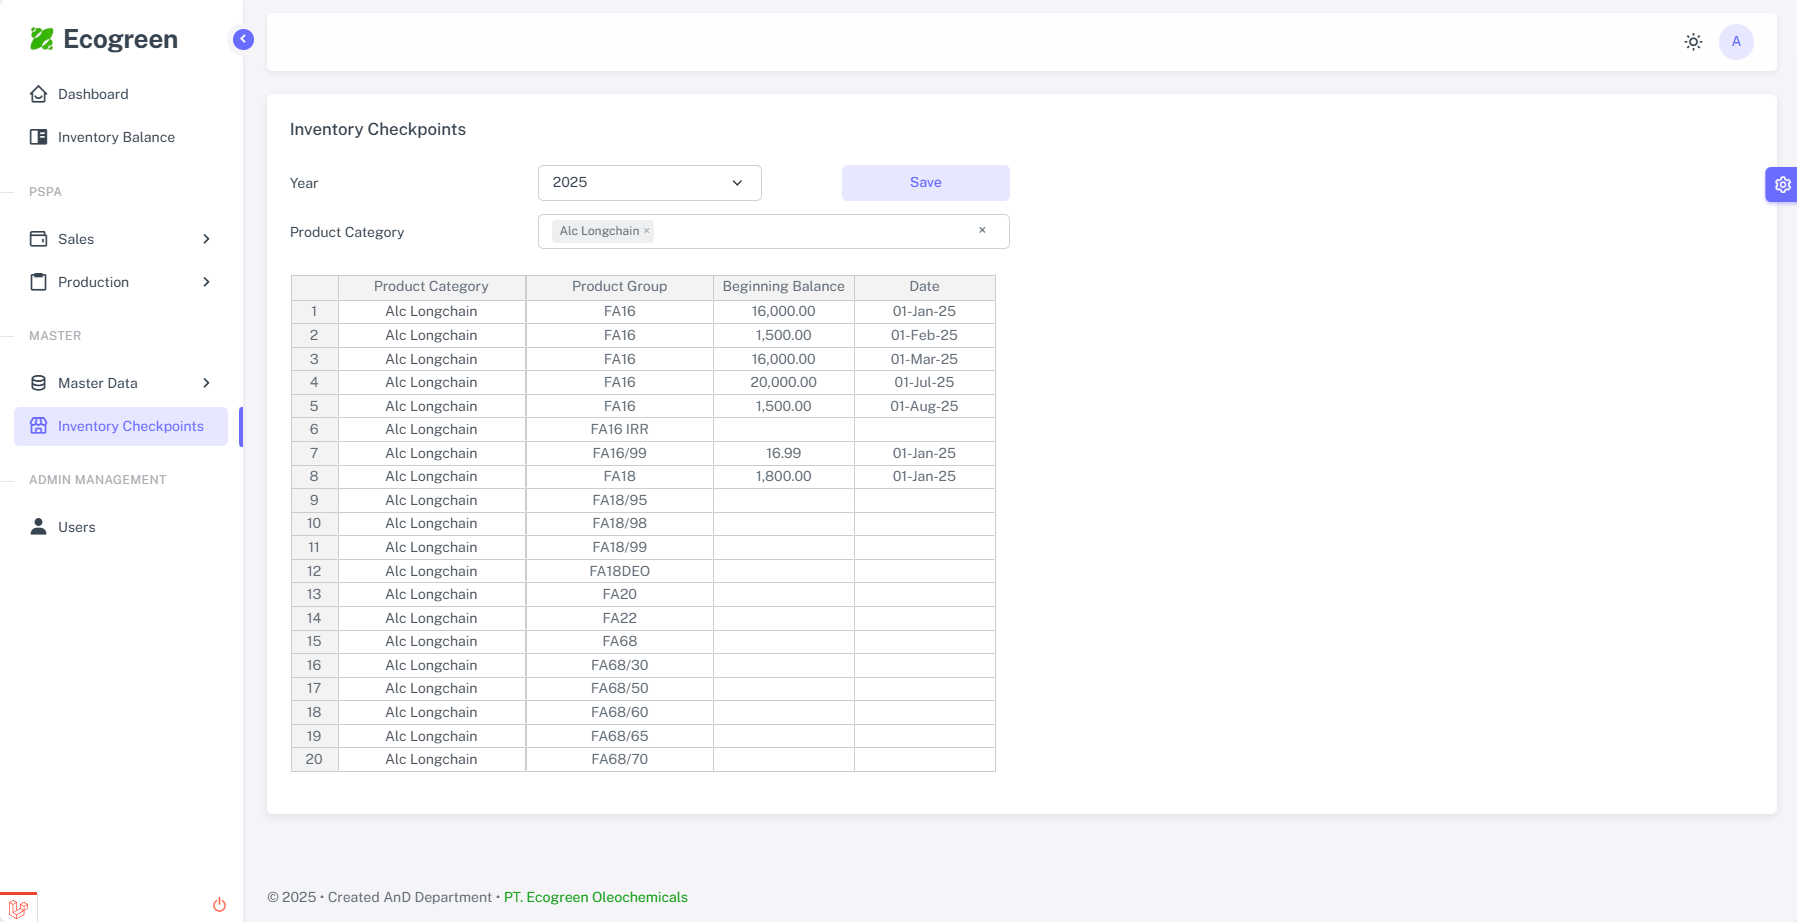 Ecogreen
Dashboard
Inventory Balance
PSPA
Sales
Production
MASTER
Master Data
Inventory Checkpoints
ADMIN MANAGEMENT
Users
A
Inventory Checkpoints
Year 2025 Save
Product Category Alc Longchain × ×
Product Category Product Group Beginning Balance Date
1 Alc Longchain FA16 16,000.00 01-Jan-25
2 Alc Longchain FA16 1,500.00 01-Feb-25
3 Alc Longchain FA16 16,000.00 01-Mar-25
4 Alc Longchain FA16 20,000.00 01-Jul-25
5 Alc Longchain FA16 1,500.00 01-Aug-25
6 Alc Longchain FA16 IRR
7 Alc Longchain FA16/99 16.99 01-Jan-25
8 Alc Longchain FA18 1,800.00 01-Jan-25
9 Alc Longchain FA18/95
10 Alc Longchain FA18/98
11 Alc Longchain FA18/99
12 Alc Longchain FA18DEO
13 Alc Longchain FA20
14 Alc Longchain FA22
15 Alc Longchain FA68
16 Alc Longchain FA68/30
17 Alc Longchain FA68/50
18 Alc Longchain FA68/60
19 Alc Longchain FA68/65
20 Alc Longchain FA68/70
© 2025 • Created AnD Department • PT. Ecogreen Oleochemicals